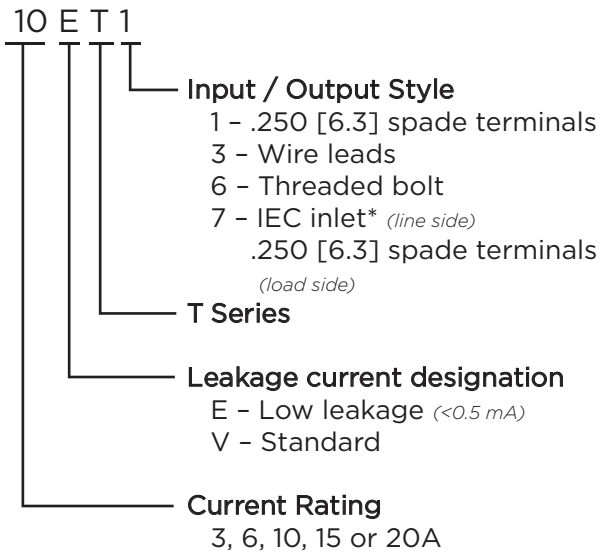 10 E T 1
Input / Output Style
1 – .250 [6.3] spade terminals
3 – Wire leads
6 – Threaded bolt
7 – IEC inlet* (line side)
.250 [6.3] spade terminals
(load side)
T Series
Leakage current designation
E – Low leakage (<0.5 mA)
V – Standard
Current Rating
3, 6, 10, 15 or 20A